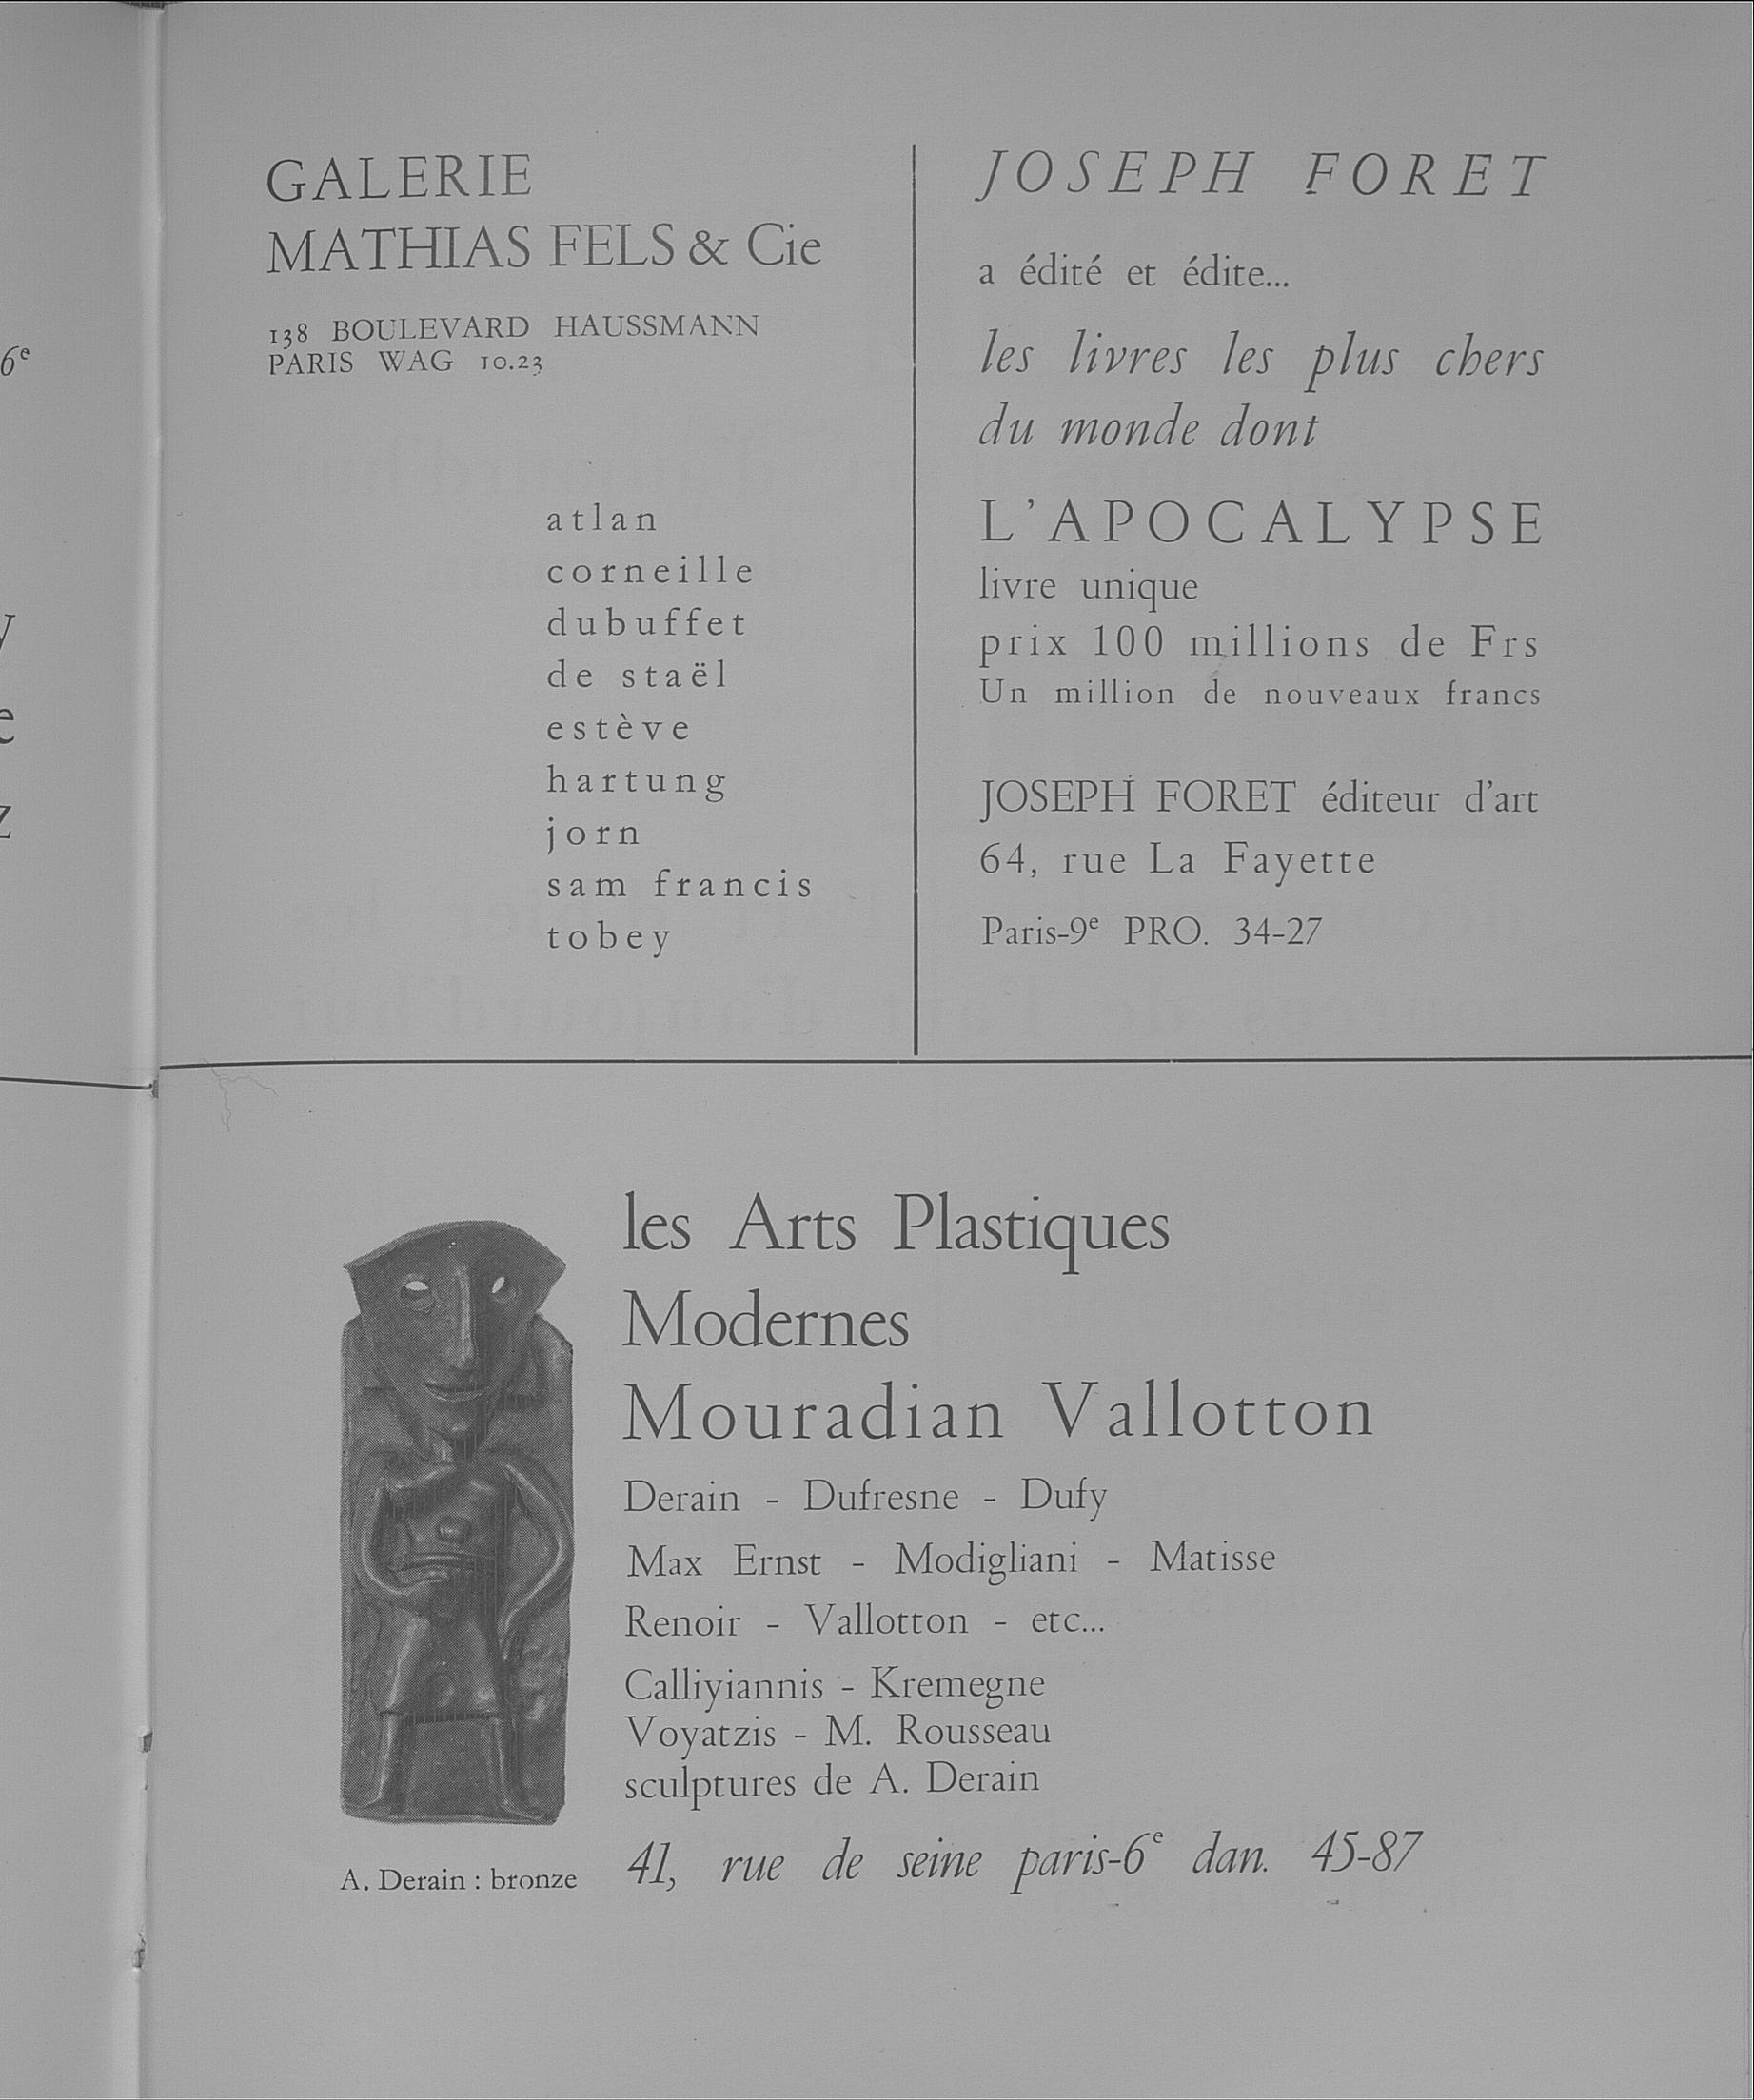 GALERIE
MATHIAS FELS & Cie
138 BOULEVARD HAUSSMANN
PARIS WAG 10.23
atlan
corneille
dubuffet
de staël
estève
hartung
jorn
sam francis
tobey
JOSEPH FORET
a édité et édite...
les livres les plus chers
du monde dont
L'APOCALYPSE
livre unique
prix 100 millions de Frs
Un million de nouveaux francs
JOSEPH FORET éditeur d'art
64, rue La Fayette
Paris-9e PRO. 34-27
les Arts Plastiques
Modernes
Mouradian Vallotton
Derain - Dufresne - Dufy
Max Ernst - Modigliani - Matisse
Renoir - Vallotton - etc...
Calliyiannis - Kremegne
Voyatzis - M. Rousseau
sculptures de A. Derain
41, rue de seine paris-6e dan. 45-87
A. Derain : bronze
6e
y
e
z